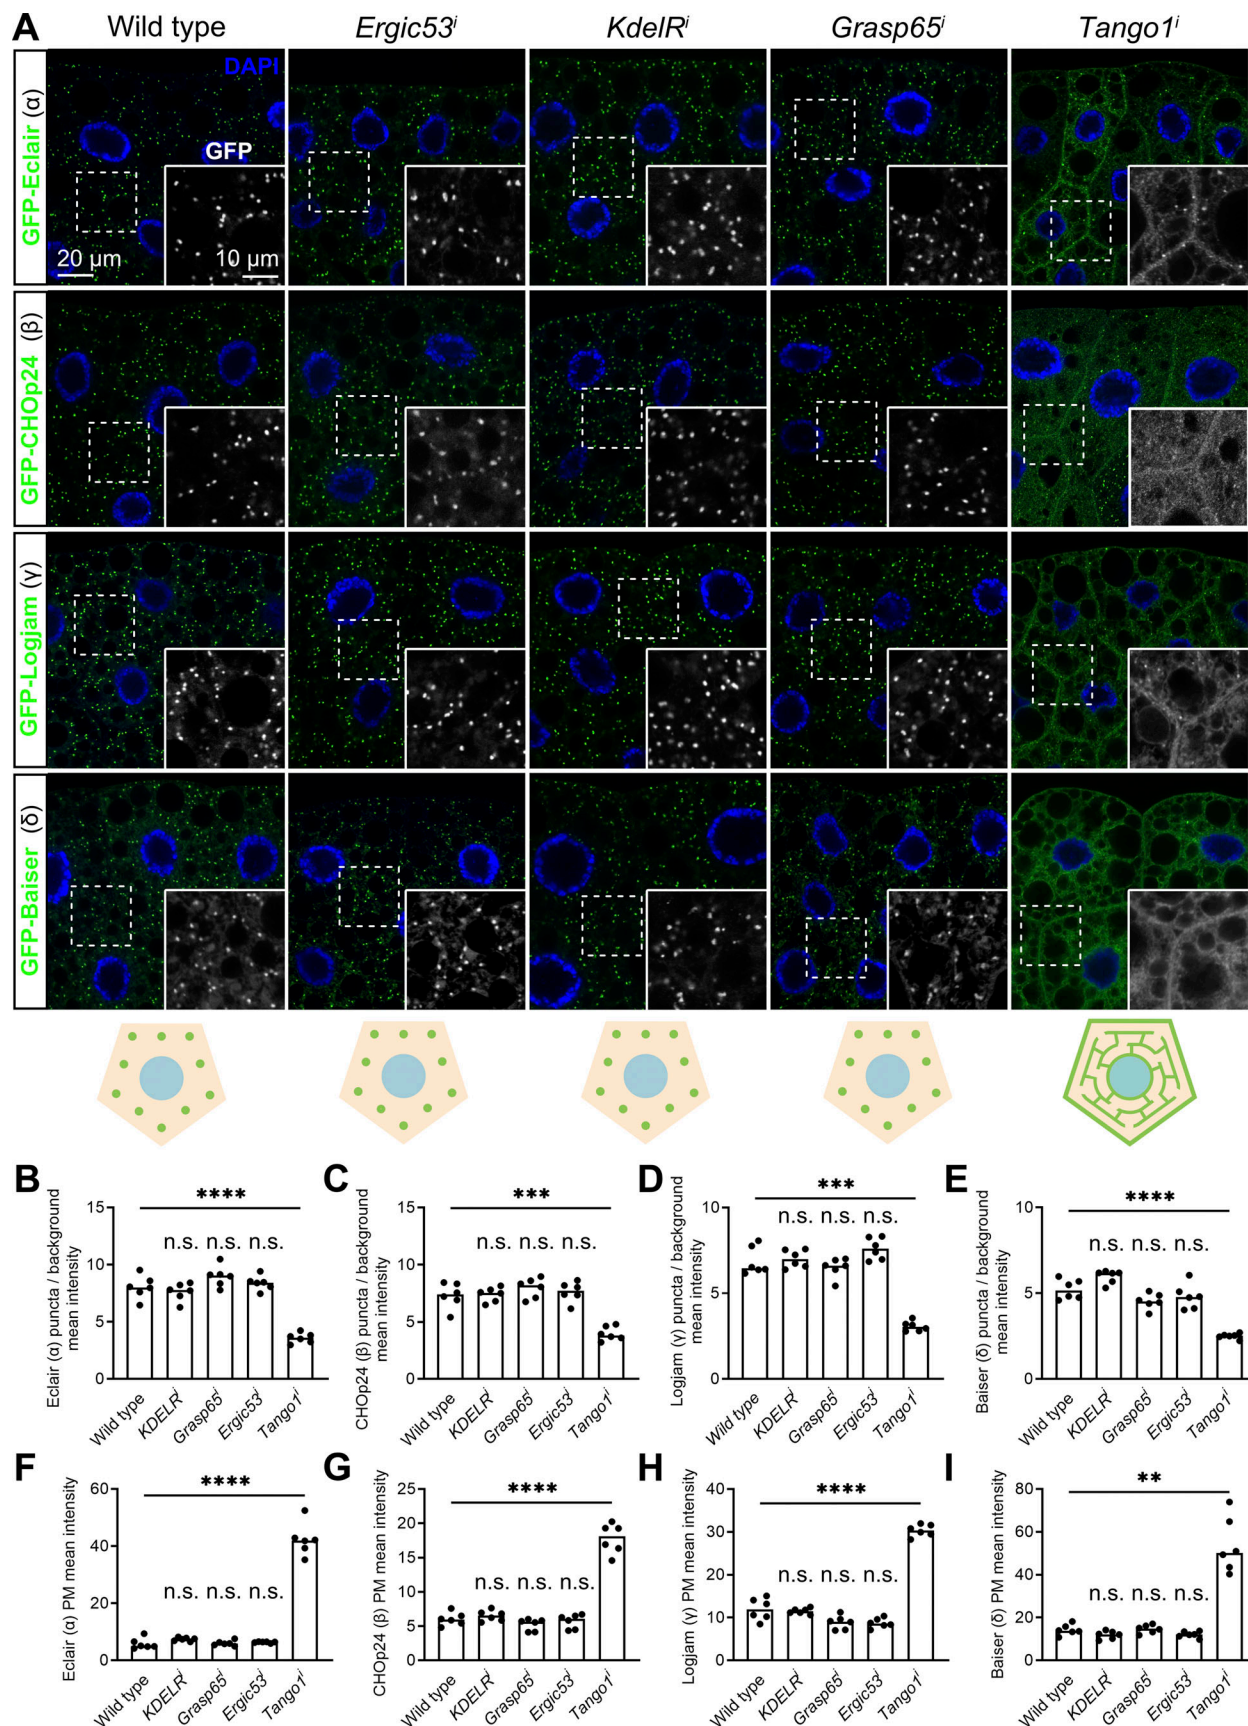 A
Wild type
Ergic53ⁱ
KdelRⁱ
Grasp65ⁱ
Tango1ⁱ
GFP-Eclair (α)
DAPI
GFP
20 µm
10 µm
GFP-CHOp24 (β)
GFP-Logjam (γ)
GFP-Baiser (δ)
B
Eclair (α) puncta / background
mean intensity
15
10
5
0
****
n.s.
n.s.
n.s.
Wild type
KDELRⁱ
Grasp65ⁱ
Ergic53ⁱ
Tango1ⁱ
C
CHOp24 (β) puncta / background
mean intensity
15
10
5
0
***
n.s.
n.s.
n.s.
Wild type
KDELRⁱ
Grasp65ⁱ
Ergic53ⁱ
Tango1ⁱ
D
Logjam (γ) puncta / background
mean intensity
10
5
0
***
n.s.
n.s.
n.s.
Wild type
KDELRⁱ
Grasp65ⁱ
Ergic53ⁱ
Tango1ⁱ
E
Baiser (δ) puncta / background
mean intensity
10
5
0
****
n.s.
n.s.
n.s.
Wild type
KDELRⁱ
Grasp65ⁱ
Ergic53ⁱ
Tango1ⁱ
F
Eclair (α) PM mean intensity
60
40
20
0
****
n.s.
n.s.
n.s.
Wild type
KDELRⁱ
Grasp65ⁱ
Ergic53ⁱ
Tango1ⁱ
G
CHOp24 (β) PM mean intensity
25
20
15
10
5
0
****
n.s.
n.s.
n.s.
Wild type
KDELRⁱ
Grasp65ⁱ
Ergic53ⁱ
Tango1ⁱ
H
Logjam (γ) PM mean intensity
40
30
20
10
0
****
n.s.
n.s.
n.s.
Wild type
KDELRⁱ
Grasp65ⁱ
Ergic53ⁱ
Tango1ⁱ
I
Baiser (δ) PM mean intensity
80
60
40
20
0
**
n.s.
n.s.
n.s.
Wild type
KDELRⁱ
Grasp65ⁱ
Ergic53ⁱ
Tango1ⁱ